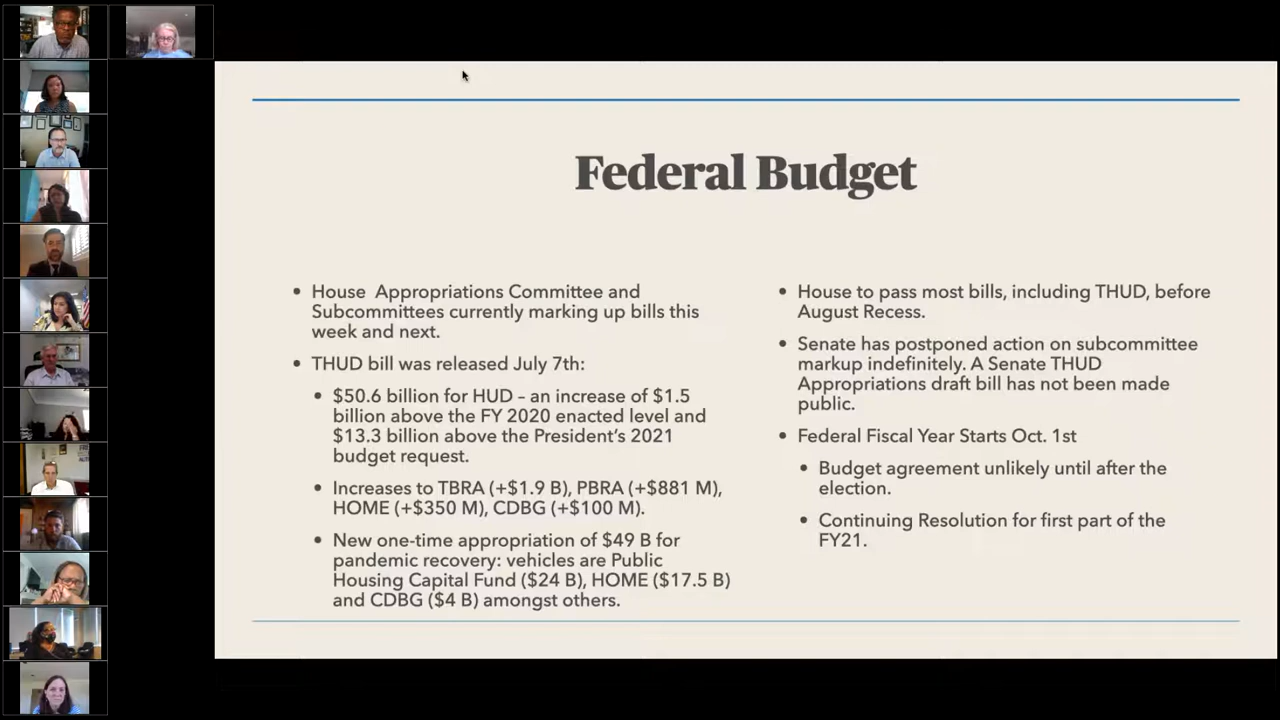 Federal Budget
• House  Appropriations Committee and
Subcommittees currently marking up bills this
week and next.
• THUD bill was released July 7th:
• $50.6 billion for HUD – an increase of $1.5
billion above the FY 2020 enacted level and
$13.3 billion above the President’s 2021
budget request.
• Increases to TBRA (+$1.9 B), PBRA (+$881 M),
HOME (+$350 M), CDBG (+$100 M).
• New one-time appropriation of $49 B for
pandemic recovery: vehicles are Public
Housing Capital Fund ($24 B), HOME ($17.5 B)
and CDBG ($4 B) amongst others.
• House to pass most bills, including THUD, before
August Recess.
• Senate has postponed action on subcommittee
markup indefinitely. A Senate THUD
Appropriations draft bill has not been made
public.
• Federal Fiscal Year Starts Oct. 1st
• Budget agreement unlikely until after the
election.
• Continuing Resolution for first part of the
FY21.